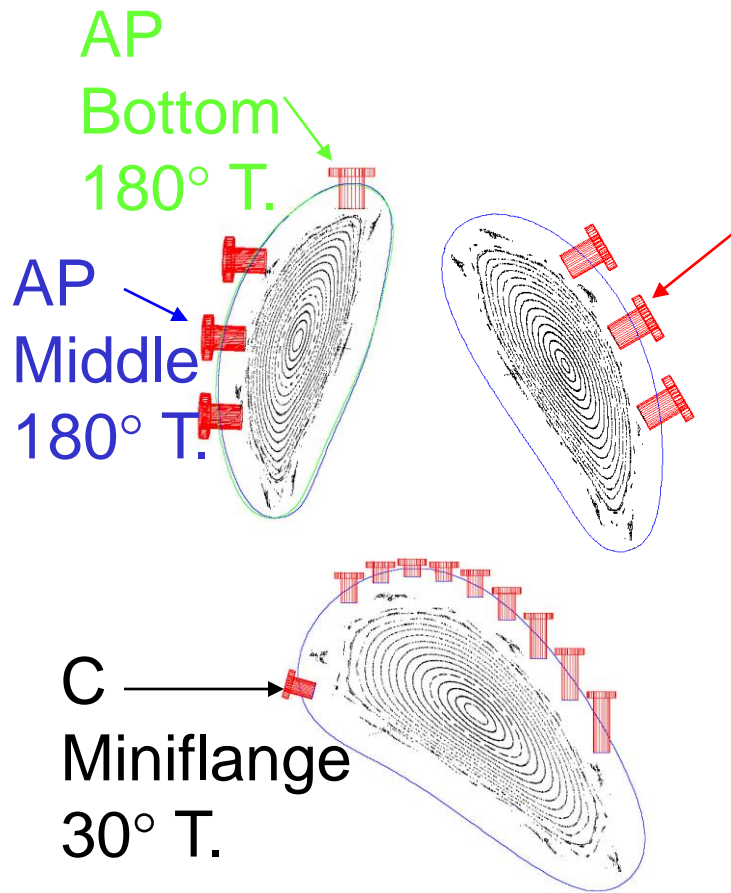 AP
Bottom
180° T.
AP
Middle
180° T.
C
Miniflange
30° T.